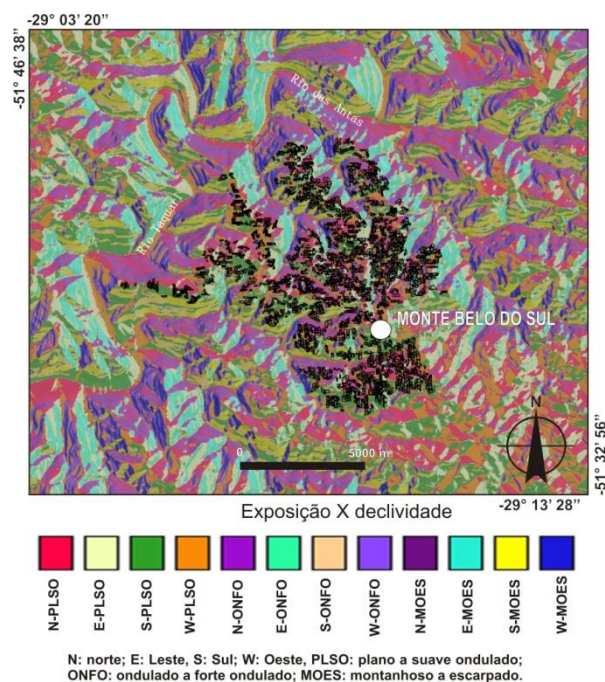 -29° 03' 20"
-51° 46' 38"
Rio das Antas
Rio Taquari
MONTE BELO DO SUL
N
0 5000 m
-51° 32' 56"
-29° 13' 28"
Exposição X declividade
N-PLSO
E-PLSO
S-PLSO
W-PLSO
N-ONFO
E-ONFO
S-ONFO
W-ONFO
N-MOES
E-MOES
S-MOES
W-MOES
N: norte; E: Leste, S: Sul; W: Oeste, PLSO: plano a suave ondulado;
ONFO: ondulado a forte ondulado; MOES: montanhoso a escarpado.